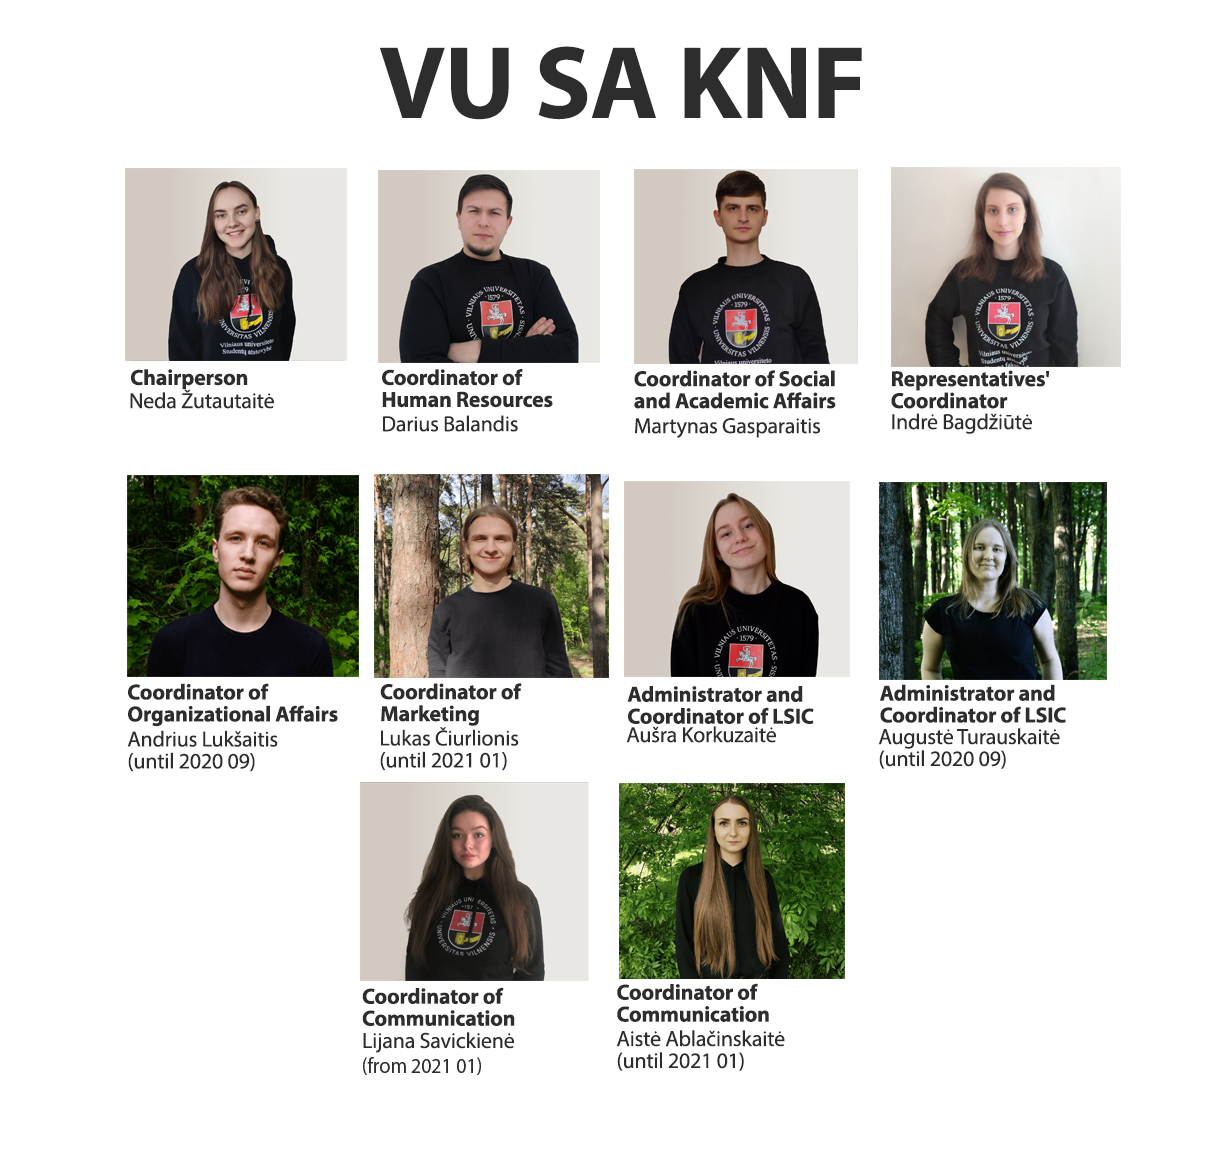 VU SA KNF
Chairperson
Neda Žutautaitė
Coordinator of
Human Resources
Darius Balandis
Coordinator of Social
and Academic Affairs
Martynas Gasparaitis
Representatives'
Coordinator
Indrė Bagdžiūtė
Coordinator of
Organizational Affairs
Andrius Lukšaitis
(until 2020 09)
Coordinator of
Marketing
Lukas Čiurlionis
(until 2021 01)
Administrator and
Coordinator of LSIC
Aušra Korkuzaitė
Administrator and
Coordinator of LSIC
Augustė Turauskaitė
(until 2020 09)
Coordinator of
Communication
Lijana Savickienė
(from 2021 01)
Coordinator of
Communication
Aistė Ablačinskaitė
(until 2021 01)